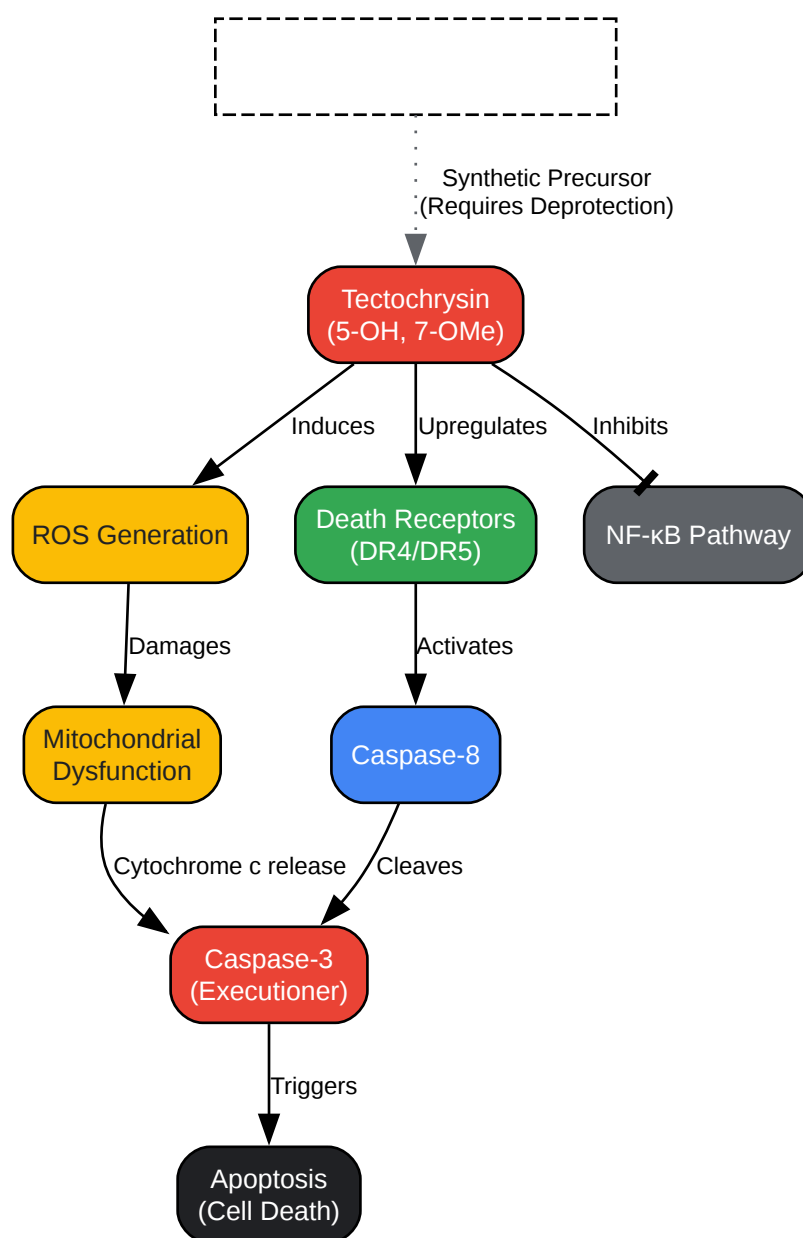 Synthetic Precursor
(Requires Deprotection)
Tectochrysin
(5-OH, 7-OMe)
Induces
Upregulates
Inhibits
ROS Generation
Death Receptors
(DR4/DR5)
NF-κB Pathway
Damages
Activates
Mitochondrial
Dysfunction
Caspase-8
Cytochrome c release
Cleaves
Caspase-3
(Executioner)
Triggers
Apoptosis
(Cell Death)